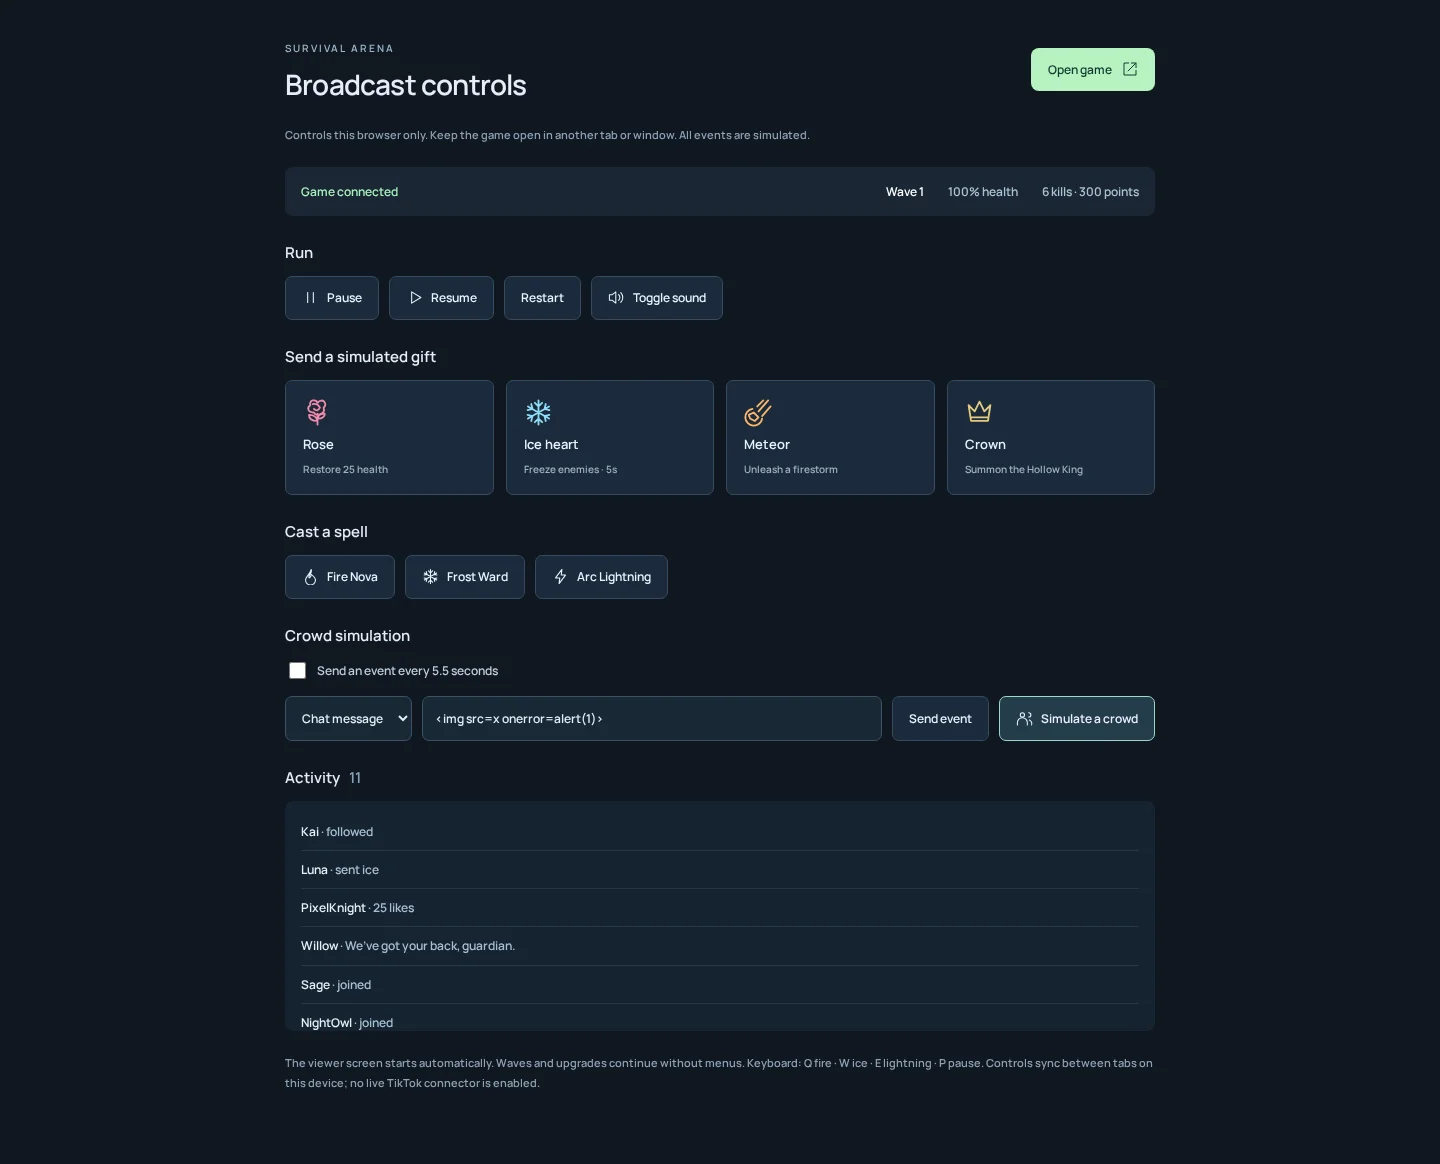 SURVIVAL ARENA
Broadcast controls
Open game
Controls this browser only. Keep the game open in another tab or window. All events are simulated.
Game connected
Wave 1
100% health
6 kills · 300 points
Run
Pause
Resume
Restart
Toggle sound
Send a simulated gift
Rose
Restore 25 health
Ice heart
Freeze enemies · 5s
Meteor
Unleash a firestorm
Crown
Summon the Hollow King
Cast a spell
Fire Nova
Frost Ward
Arc Lightning
Crowd simulation
Send an event every 5.5 seconds
Chat message
<img src=x onerror=alert(1)>
Send event
Simulate a crowd
Activity 11
Kai · followed
Luna · sent ice
PixelKnight · 25 likes
Willow · We've got your back, guardian.
Sage · joined
NightOwl · joined
The viewer screen starts automatically. Waves and upgrades continue without menus. Keyboard: Q fire · W ice · E lightning · P pause. Controls sync between tabs on
this device; no live TikTok connector is enabled.